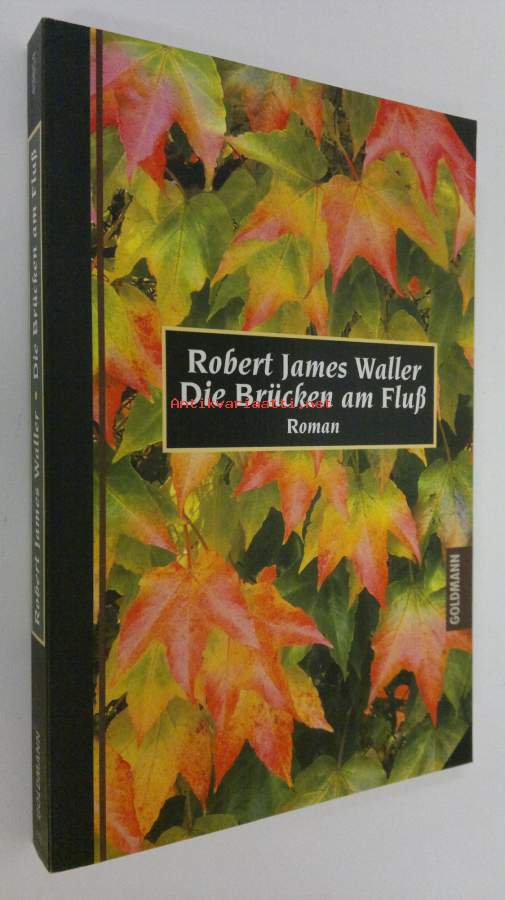 Robert James Waller
Die Brücken am Fluß
Roman
Antikvariaatti.net
GOLDMANN
Robert James Waller • Die Brücken am Fluß
GOLDMANN